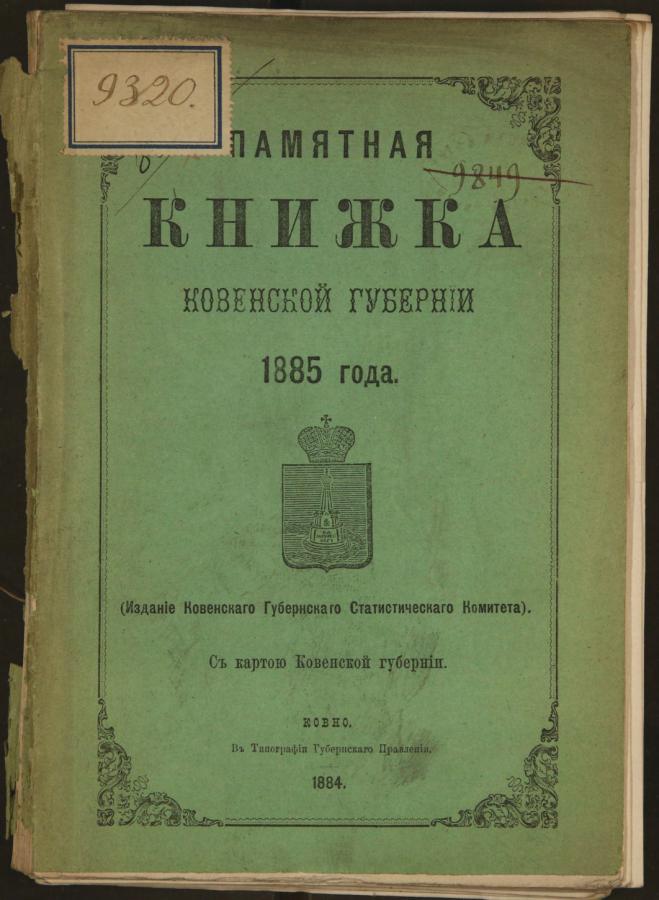 9320.
ПАМЯТНАЯ
9849
КНИЖКА
КОВЕНСКОЙ ГУБЕРНІИ
1885 года.
(Изданіе Ковенскаго Губернскаго Статистическаго Комитета).
Съ картою Ковенской губерніи.
КОВНО.
Въ Типографіи Губернскаго Правленія.
1884.